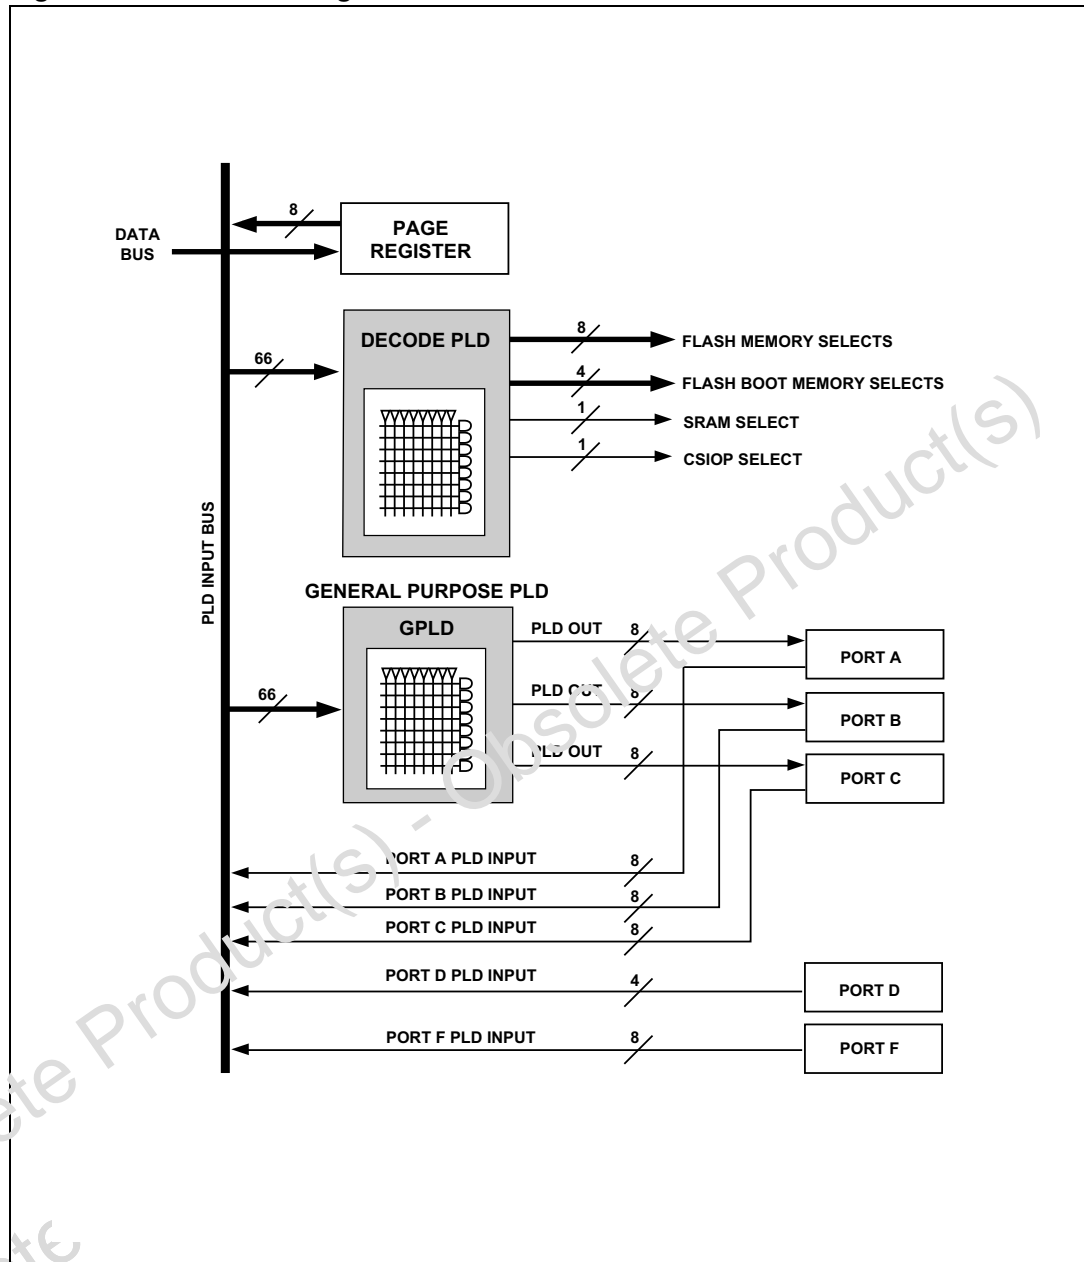 8
PAGE
REGISTER
DATA
BUS
DECODE PLD
66
8
FLASH MEMORY SELECTS
4
FLASH BOOT MEMORY SELECTS
1
SRAM SELECT
1
CSIOP SELECT
PLD INPUT BUS
GENERAL PURPOSE PLD
GPLD
66
PLD OUT 8
PORT A
PLD OUT 8
PORT B
PLD OUT 8
PORT C
PORT A PLD INPUT 8
PORT B PLD INPUT 8
PORT C PLD INPUT 8
PORT D PLD INPUT 4
PORT D
PORT F PLD INPUT 8
PORT F
Product(s) - Obsolete Product(s)